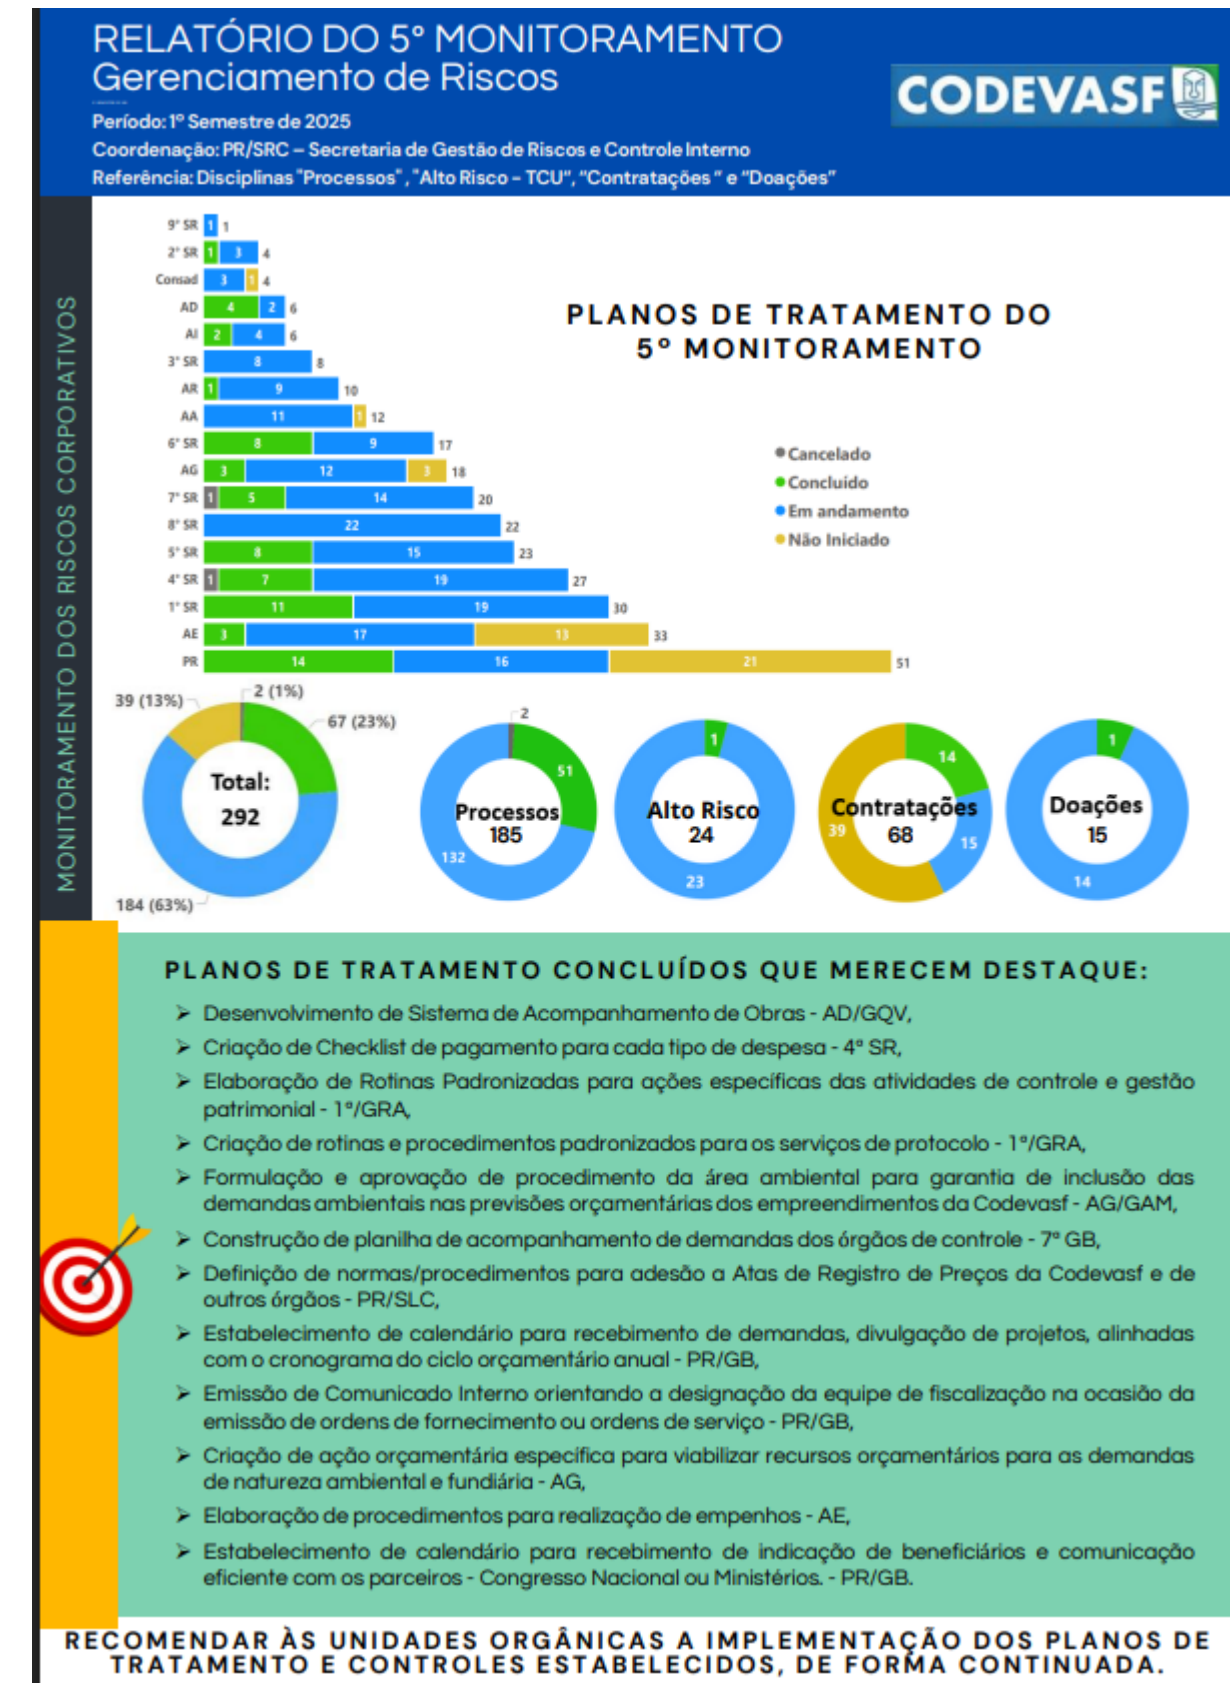 RELATÓRIO DO 5º MONITORAMENTO
Gerenciamento de Riscos
Período: 1º Semestre de 2025
Coordenação: PR/SRC – Secretaria de Gestão de Riscos e Controle Interno
Referência: Disciplinas "Processos" , "Alto Risco - TCU", "Contratações " e "Doações"
CODEVASF
MONITORAMENTO DOS RISCOS CORPORATIVOS
9ª SR 1 1
2ª SR 1 3 4
Consad 3 1 4
AD 4 2 6
AI 2 4 6
3ª SR 8 8
AR 1 9 10
AA 11 1 12
6ª SR 8 9 17
AG 3 12 3 18
7ª SR 1 5 14 20
8ª SR 22 22
5ª SR 8 15 23
4ª SR 1 7 19 27
1ª SR 11 19 30
AE 3 17 13 33
PR 14 16 21 51
PLANOS DE TRATAMENTO DO
5º MONITORAMENTO
Cancelado
Concluído
Em andamento
Não Iniciado
39 (13%)
2 (1%)
67 (23%)
Total:
292
184 (63%)
2
51
Processos
185
132
1
Alto Risco
24
23
14
Contratações
39
68
15
1
Doações
15
14
PLANOS DE TRATAMENTO CONCLUÍDOS QUE MERECEM DESTAQUE:
➢ Desenvolvimento de Sistema de Acompanhamento de Obras - AD/GQV,
➢ Criação de Checklist de pagamento para cada tipo de despesa - 4ª SR,
➢ Elaboração de Rotinas Padronizadas para ações específicas das atividades de controle e gestão
patrimonial - 1ª/GRA,
➢ Criação de rotinas e procedimentos padronizados para os serviços de protocolo - 1ª/GRA,
➢ Formulação e aprovação de procedimento da área ambiental para garantia de inclusão das
demandas ambientais nas previsões orçamentárias dos empreendimentos da Codevasf - AG/GAM,
➢ Construção de planilha de acompanhamento de demandas dos órgãos de controle - 7ª GB,
➢ Definição de normas/procedimentos para adesão a Atas de Registro de Preços da Codevasf e de
outros órgãos - PR/SLC,
➢ Estabelecimento de calendário para recebimento de demandas, divulgação de projetos, alinhadas
com o cronograma do ciclo orçamentário anual - PR/GB,
➢ Emissão de Comunicado Interno orientando a designação da equipe de fiscalização na ocasião da
emissão de ordens de fornecimento ou ordens de serviço - PR/GB,
➢ Criação de ação orçamentária específica para viabilizar recursos orçamentários para as demandas
de natureza ambiental e fundiária - AG,
➢ Elaboração de procedimentos para realização de empenhos - AE,
➢ Estabelecimento de calendário para recebimento de indicação de beneficiários e comunicação
eficiente com os parceiros - Congresso Nacional ou Ministérios. - PR/GB.
RECOMENDAR ÀS UNIDADES ORGÂNICAS A IMPLEMENTAÇÃO DOS PLANOS DE
TRATAMENTO E CONTROLES ESTABELECIDOS, DE FORMA CONTINUADA.